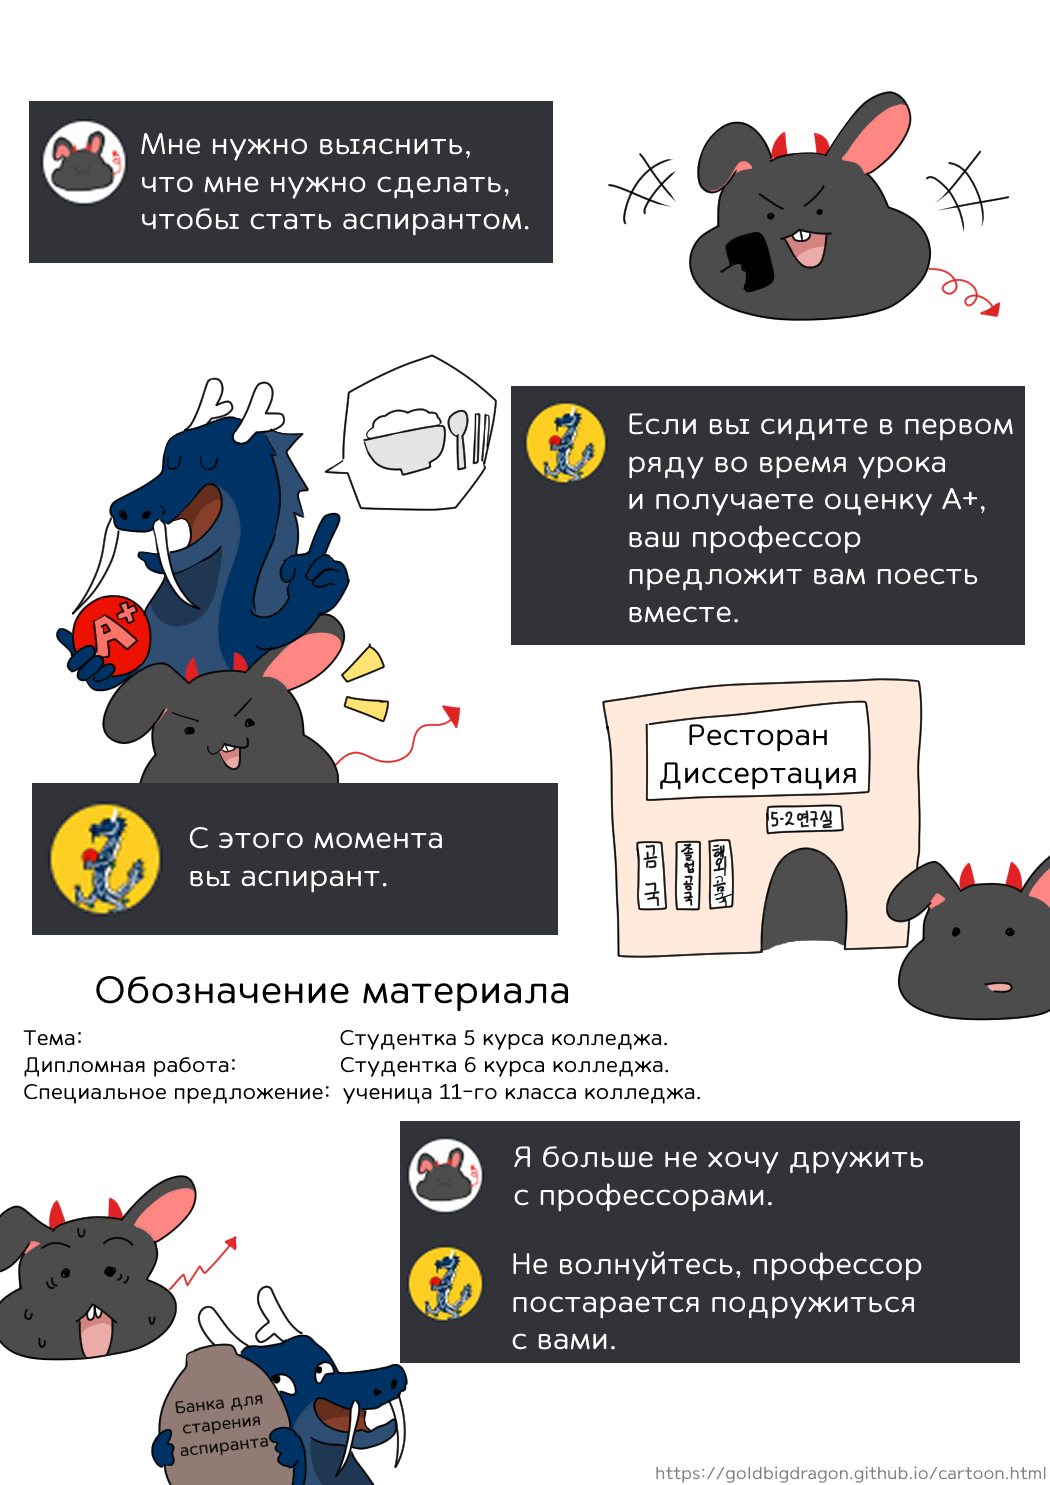 Мне нужно выяснить,
что мне нужно сделать,
чтобы стать аспирантом.
Если вы сидите в первом
ряду во время урока
и получаете оценку А+,
ваш профессор
предложит вам поесть
вместе.
A+
С этого момента
вы аспирант.
Ресторан
Диссертация
5-2 연구실
곰국
해외곰국
Обозначение материала
Тема: Студентка 5 курса колледжа.
Дипломная работа: Студентка 6 курса колледжа.
Специальное предложение: ученица 11-го класса колледжа.
Я больше не хочу дружить
с профессорами.
Не волнуйтесь, профессор
постарается подружиться
с вами.
Банка для
старения
аспиранта
https://goldbigdragon.github.io/cartoon.html